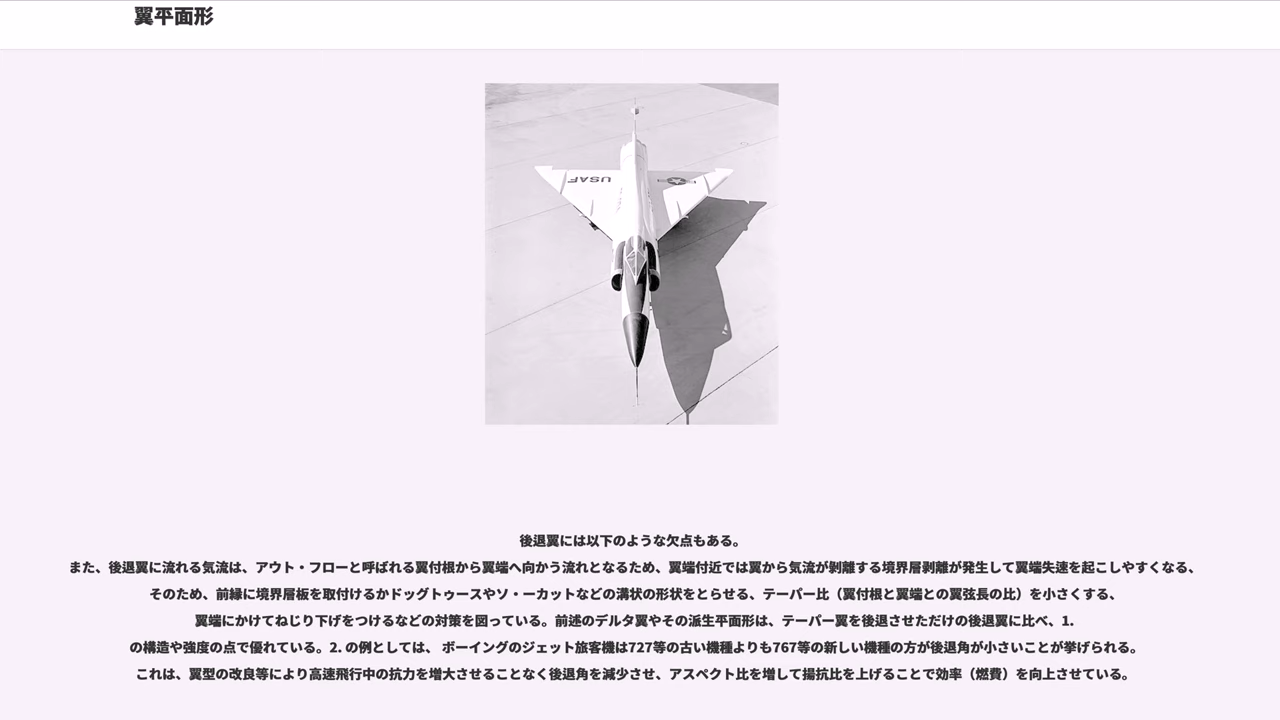 翼平面形
USAF
後退翼には以下のような欠点もある。
また、後退翼に流れる気流は、アウト・フローと呼ばれる翼付根から翼端へ向かう流れとなるため、翼端付近では翼から気流が剝離する境界層剥離が発生して翼端失速を起こしやすくなる、
そのため、前縁に境界層板を取付けるかドッグトゥースやソ・ーカットなどの溝状の形状をとらせる、テーパー比（翼付根と翼端との翼弦長の比）を小さくする、
翼端にかけてねじり下げをつけるなどの対策を図っている。前述のデルタ翼やその派生平面形は、テーパー翼を後退させただけの後退翼に比べ、1.
の構造や強度の点で優れている。2. の例としては、 ボーイングのジェット旅客機は727等の古い機種よりも767等の新しい機種の方が後退角が小さいことが挙げられる。
これは、翼型の改良等により高速飛行中の抗力を増大させることなく後退角を減少させ、アスペクト比を増して揚抗比を上げることで効率（燃費）を向上させている。